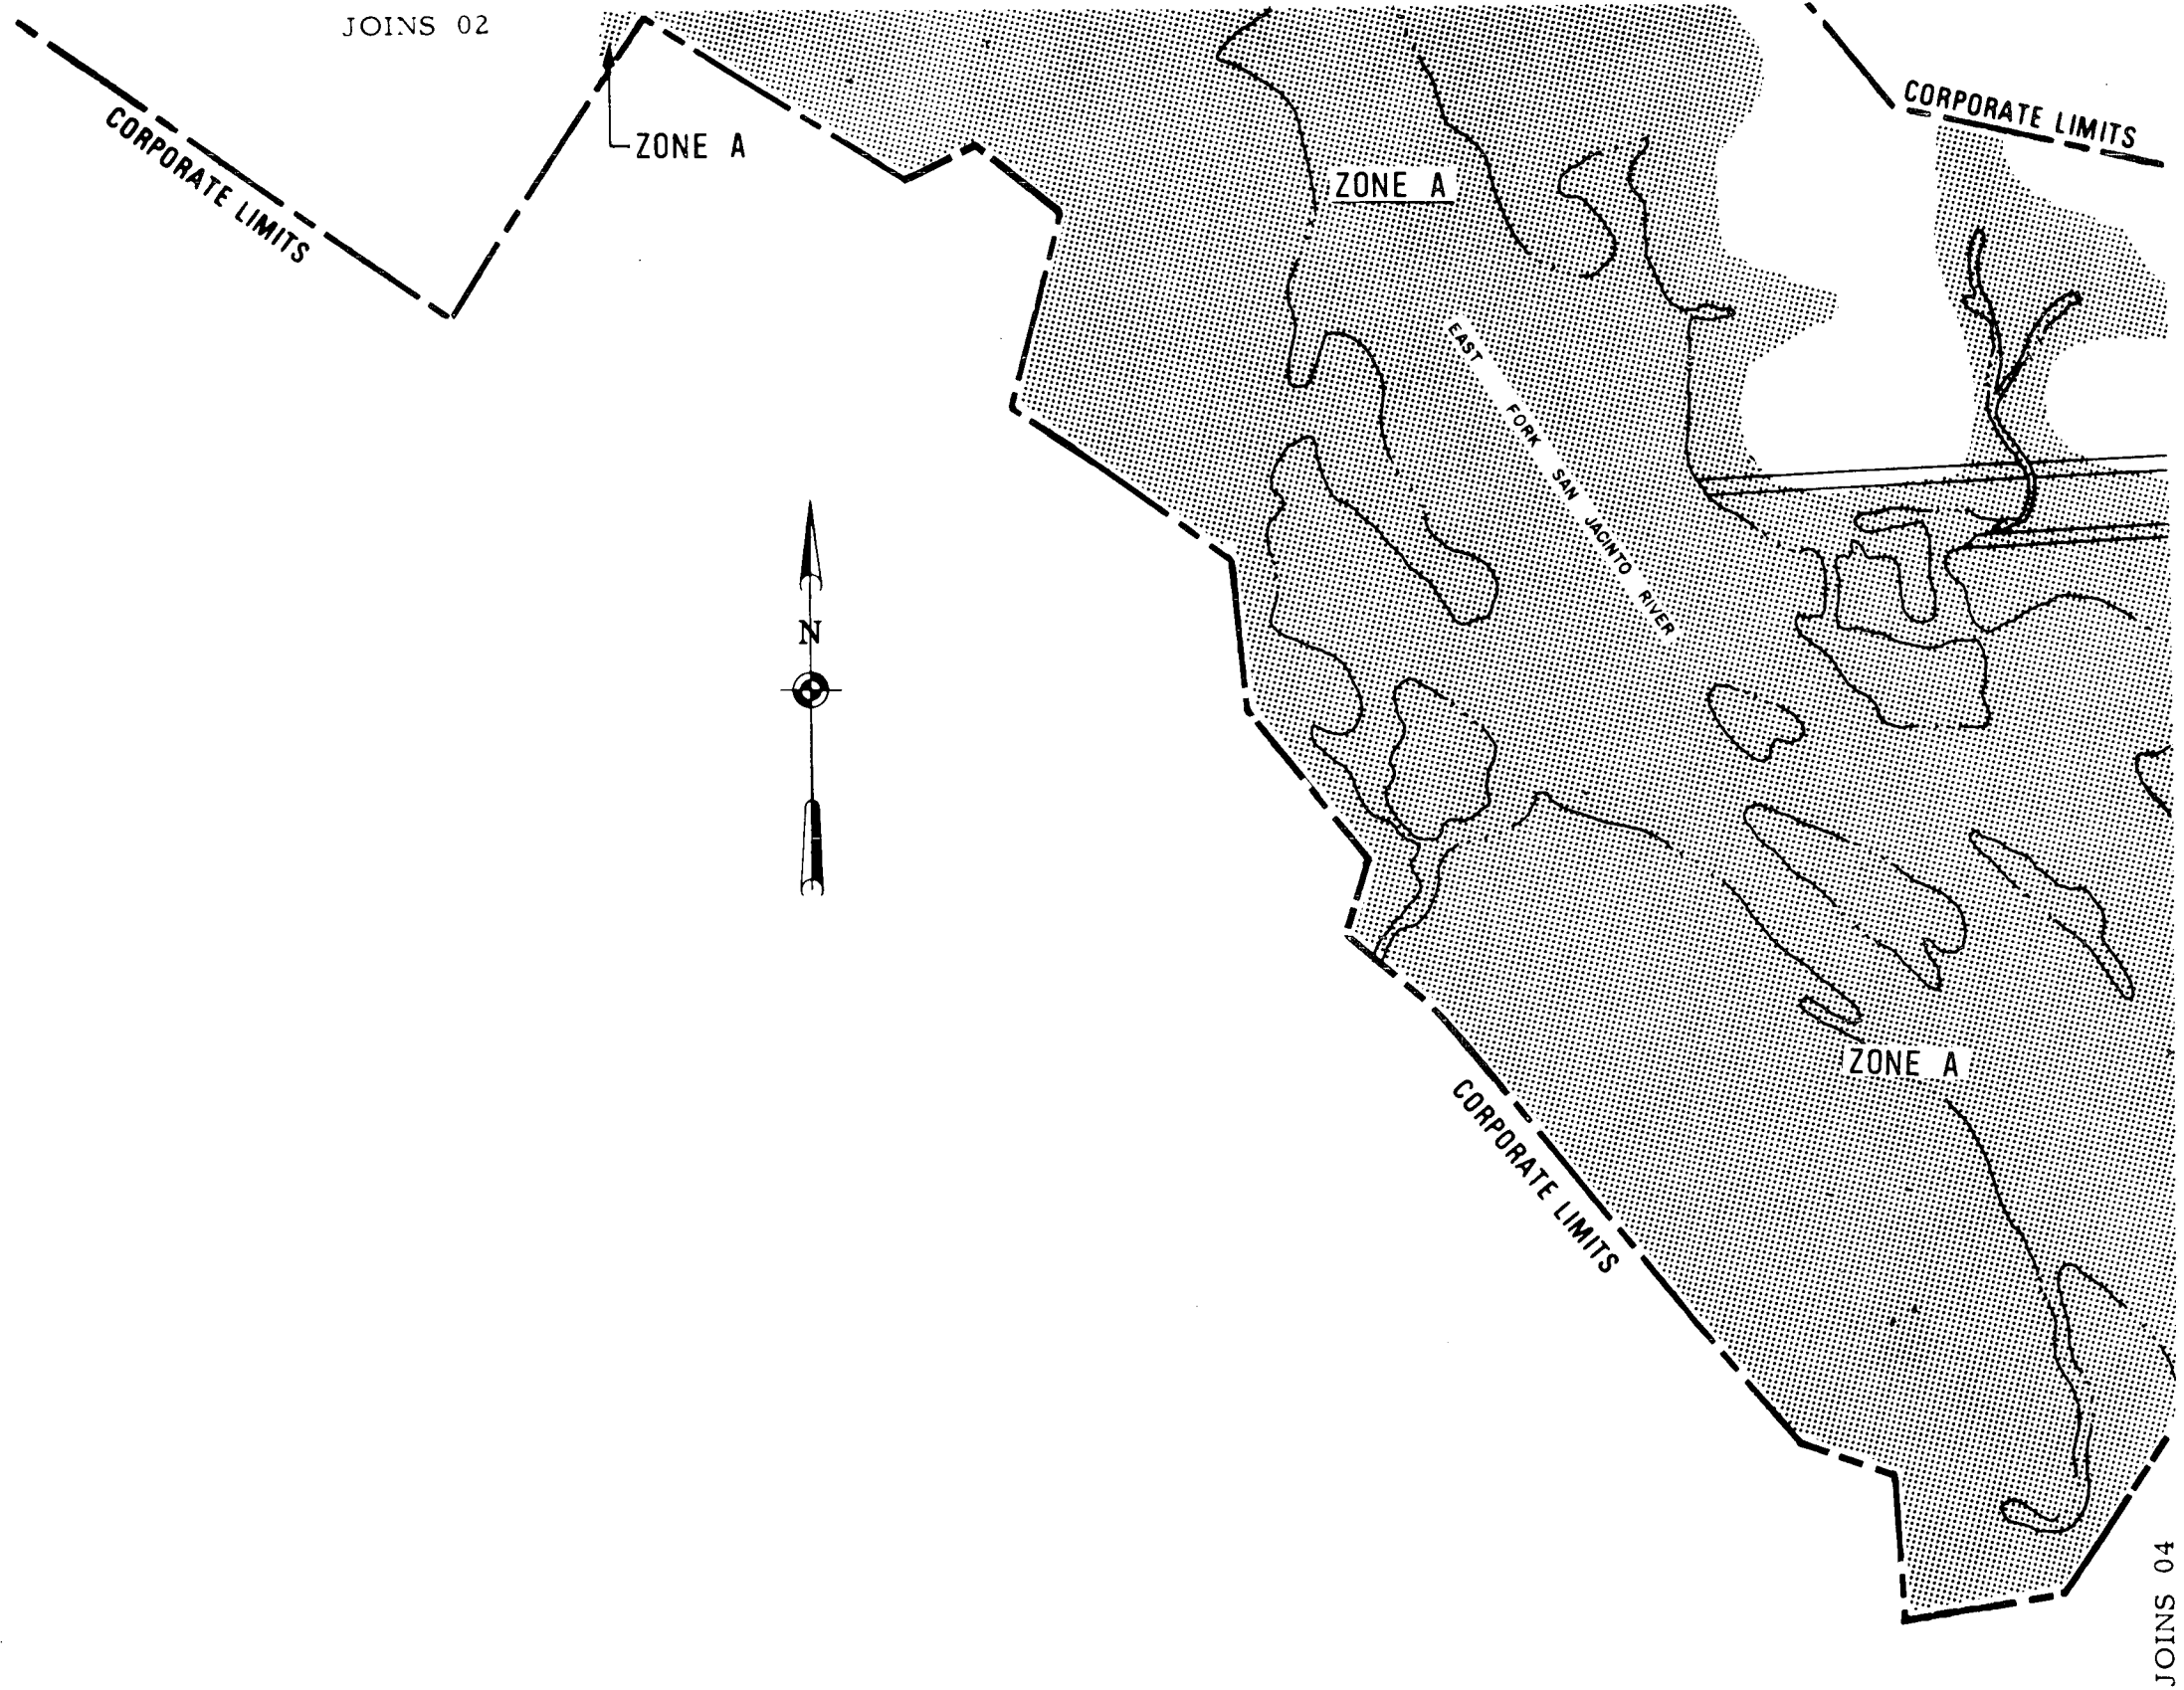 JOINS 02
CORPORATE LIMITS
ZONE A
CORPORATE LIMITS
ZONE A
EAST FORK SAN JACINTO RIVER
N
ZONE A
CORPORATE LIMITS
JOINS 04